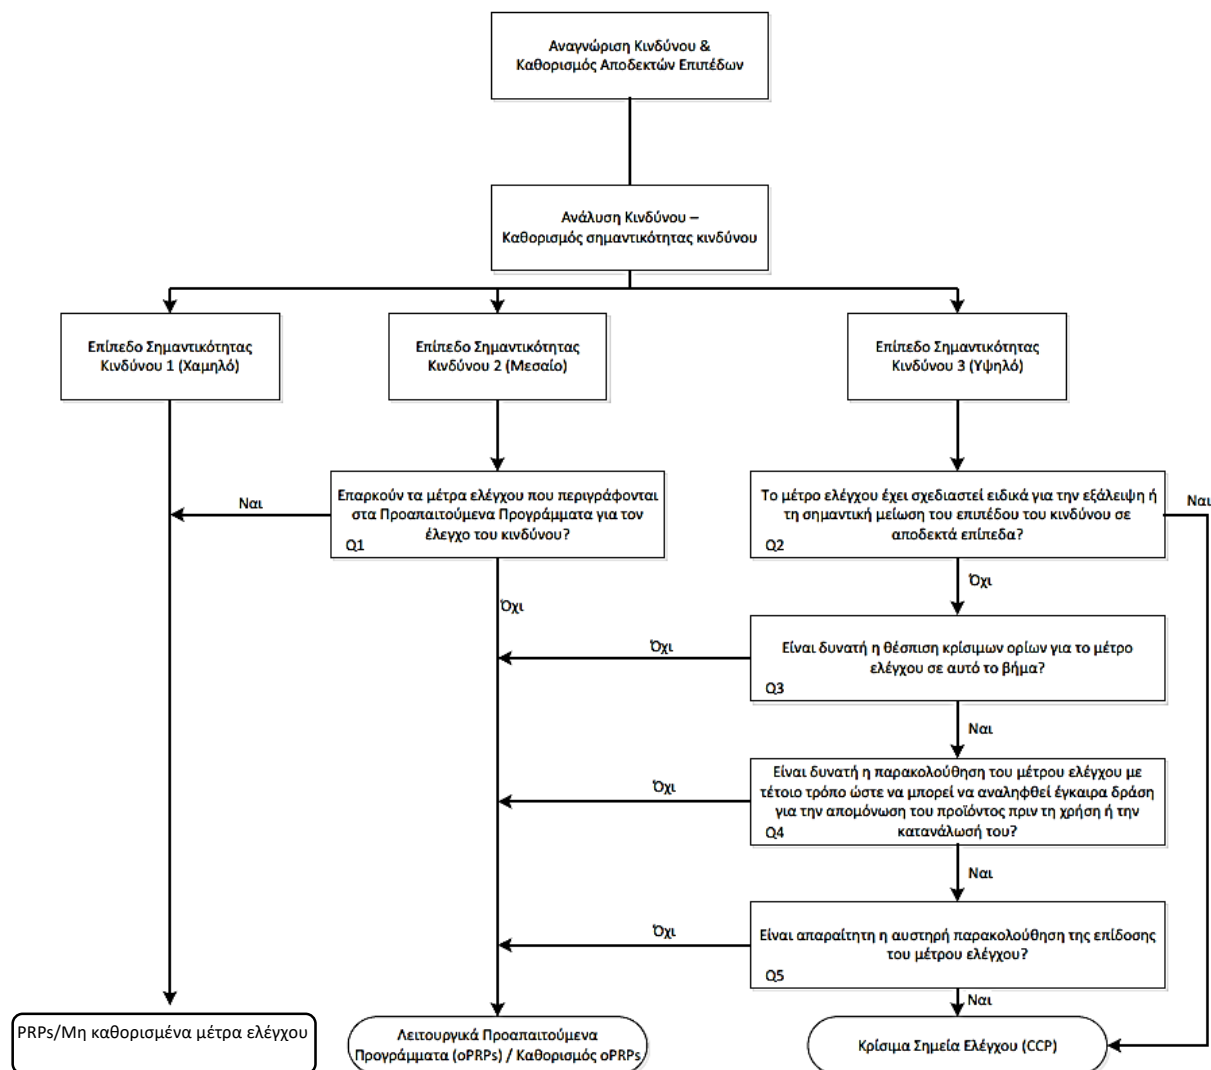 Αναγνώριση Κινδύνου &
Καθορισμός Αποδεκτών Επιπέδων
Ανάλυση Κινδύνου –
Καθορισμός σημαντικότητας κινδύνου
Επίπεδο Σημαντικότητας
Κινδύνου 1 (Χαμηλό)
Επίπεδο Σημαντικότητας
Κινδύνου 2 (Μεσαίο)
Επίπεδο Σημαντικότητας
Κινδύνου 3 (Υψηλό)
Ναι
Επαρκούν τα μέτρα ελέγχου που περιγράφονται
στα Προαπαιτούμενα Προγράμματα για τον
έλεγχο του κινδύνου?
Q1
Το μέτρο ελέγχου έχει σχεδιαστεί ειδικά για την εξάλειψη ή
τη σημαντική μείωση του επιπέδου του κινδύνου σε
αποδεκτά επίπεδα?
Q2
Ναι
Όχι
Όχι
Όχι
Είναι δυνατή η θέσπιση κρίσιμων ορίων για το μέτρο
ελέγχου σε αυτό το βήμα?
Q3
Ναι
Όχι
Είναι δυνατή η παρακολούθηση του μέτρου ελέγχου με
τέτοιο τρόπο ώστε να μπορεί να αναληφθεί έγκαιρα δράση
για την απομόνωση του προϊόντος πριν τη χρήση ή την
κατανάλωσή του?
Q4
Ναι
Όχι
Είναι απαραίτητη η αυστηρή παρακολούθηση της επίδοσης
του μέτρου ελέγχου?
Q5
Ναι
PRPs/Μη καθορισμένα μέτρα ελέγχου
Λειτουργικά Προαπαιτούμενα
Προγράμματα (oPRPs) / Καθορισμός oPRPs
Κρίσιμα Σημεία Ελέγχου (CCP)